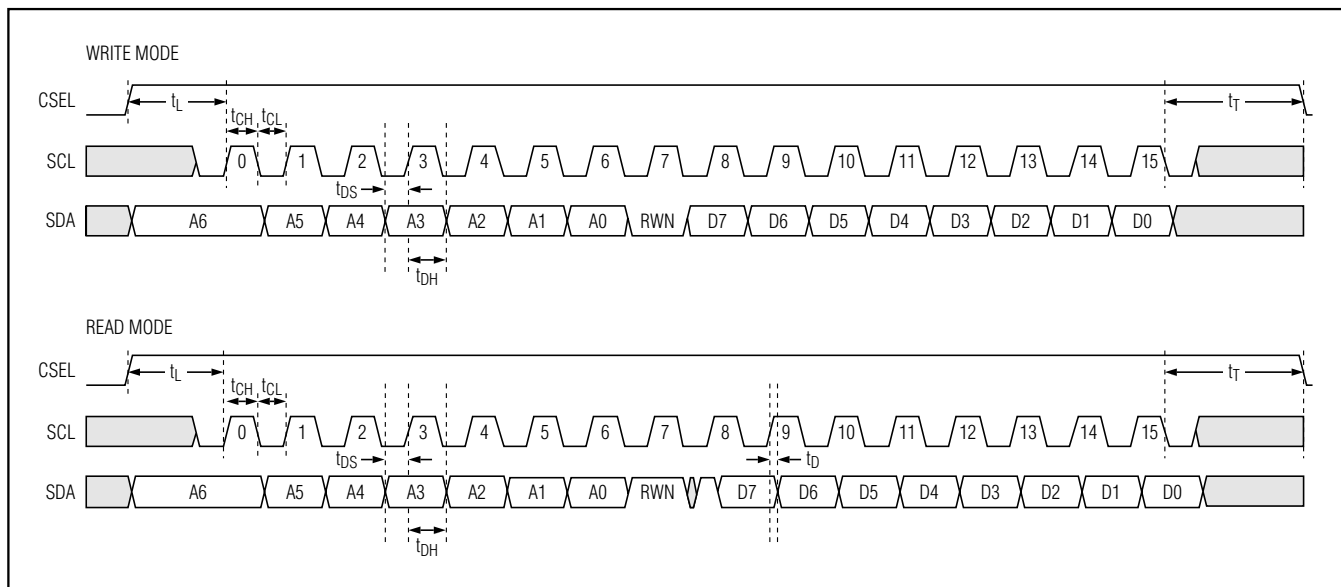 WRITE MODE
CSEL tL tT
tCH tCL
SCL 0 1 2 3 4 5 6 7 8 9 10 11 12 13 14 15
tDS
SDA A6 A5 A4 A3 A2 A1 A0 RWN D7 D6 D5 D4 D3 D2 D1 D0
tDH
READ MODE
CSEL tL tT
tCH tCL
SCL 0 1 2 3 4 5 6 7 8 9 10 11 12 13 14 15
tDS tD
SDA A6 A5 A4 A3 A2 A1 A0 RWN D7 D6 D5 D4 D3 D2 D1 D0
tDH